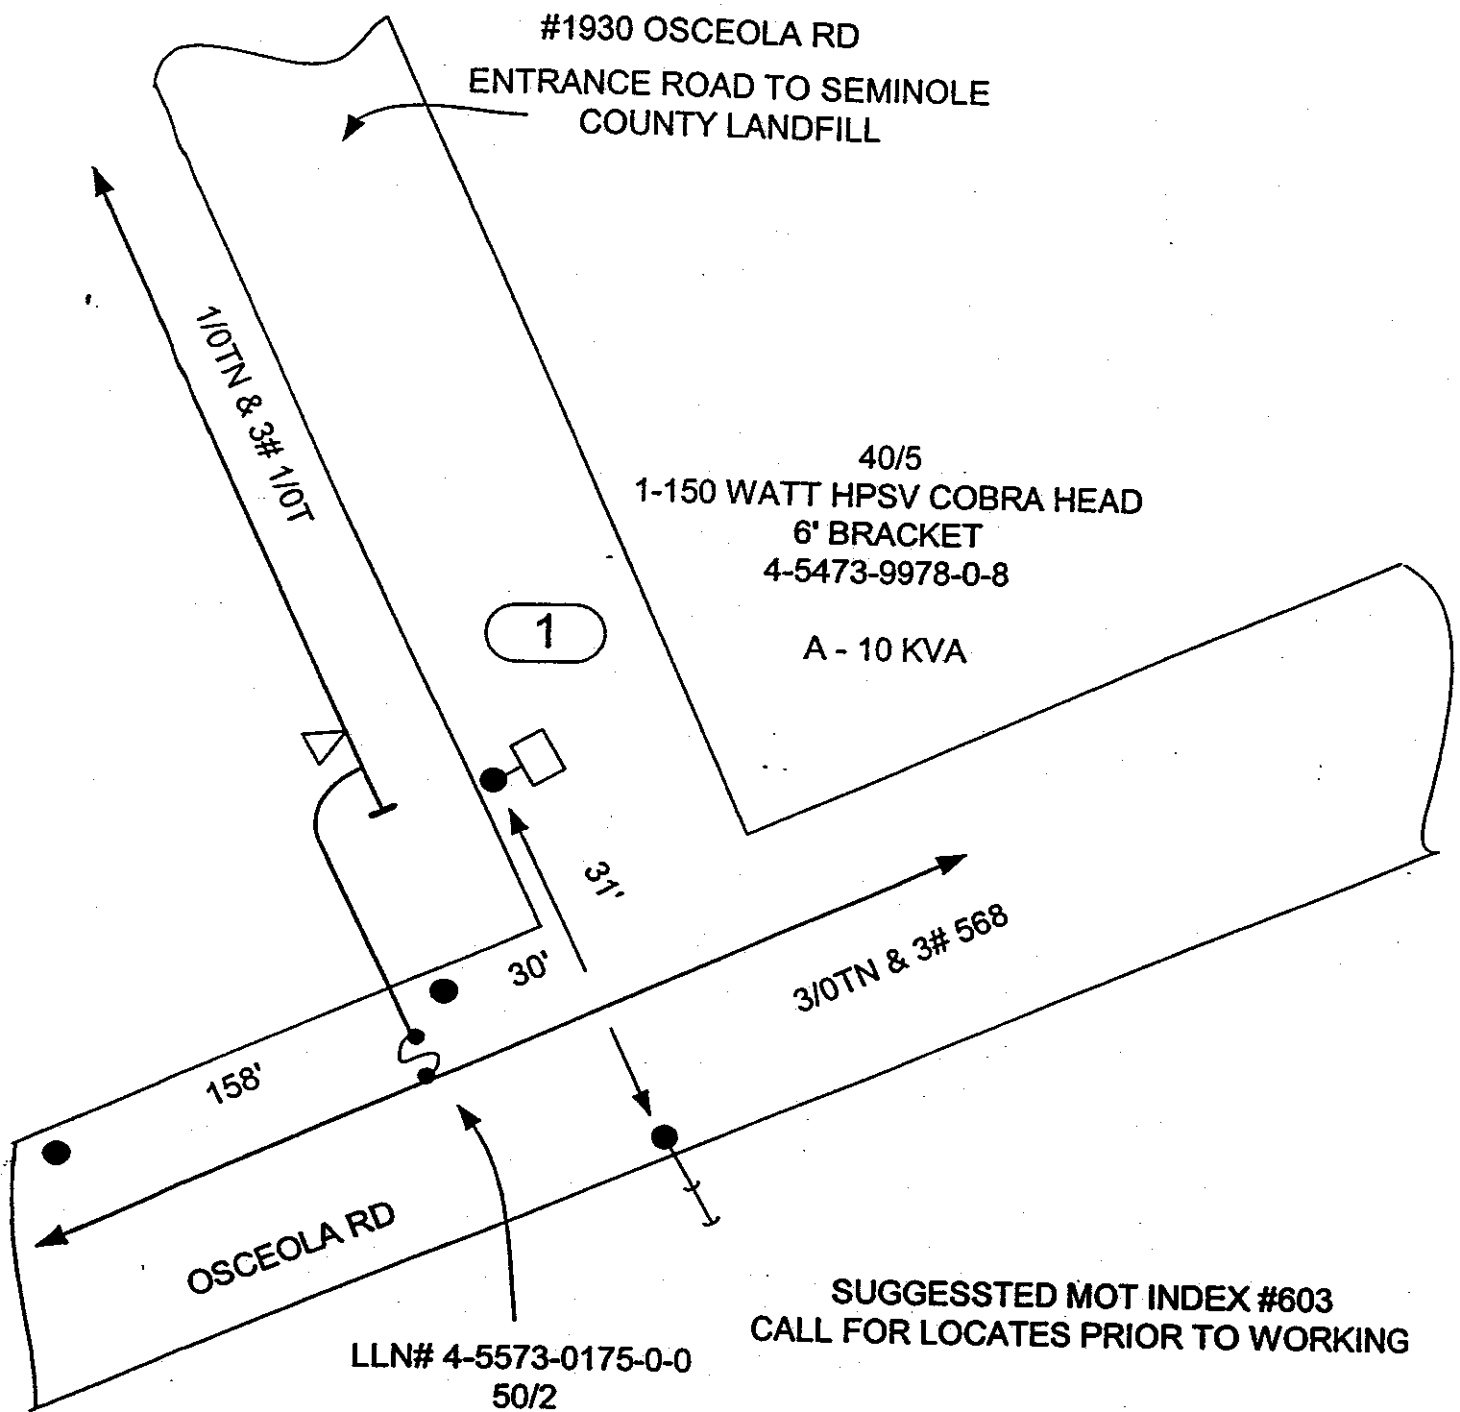 #1930 OSCEOLA RD
ENTRANCE ROAD TO SEMINOLE
COUNTY LANDFILL
1/0TN & 3# 1/0T
40/5
1-150 WATT HPSV COBRA HEAD
6' BRACKET
4-5473-9978-0-8
A - 10 KVA
1
31'
30'
3/0TN & 3# 568
158'
OSCEOLA RD
SUGGESSTED MOT INDEX #603
CALL FOR LOCATES PRIOR TO WORKING
LLN# 4-5573-0175-0-0
50/2